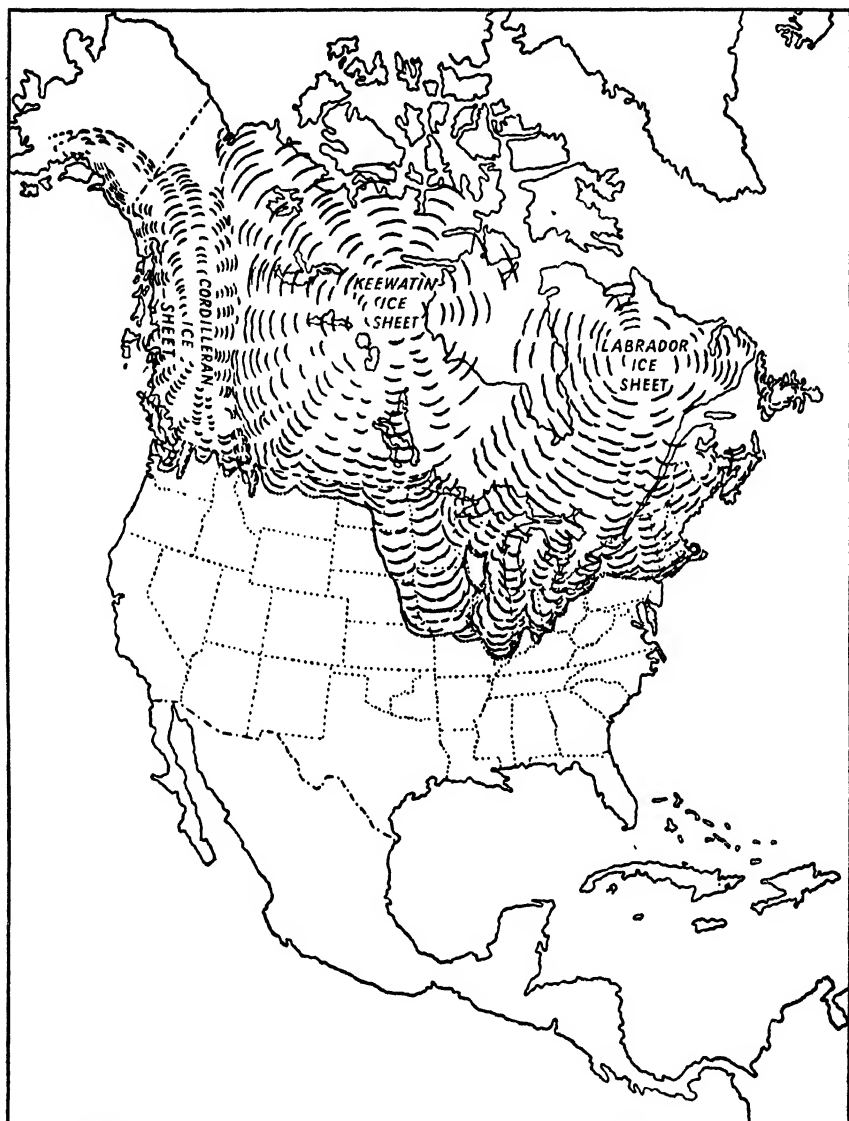 CORDILLERAN
ICE
SHEET
KEEWATIN
ICE
SHEET
LABRADOR
ICE
SHEET